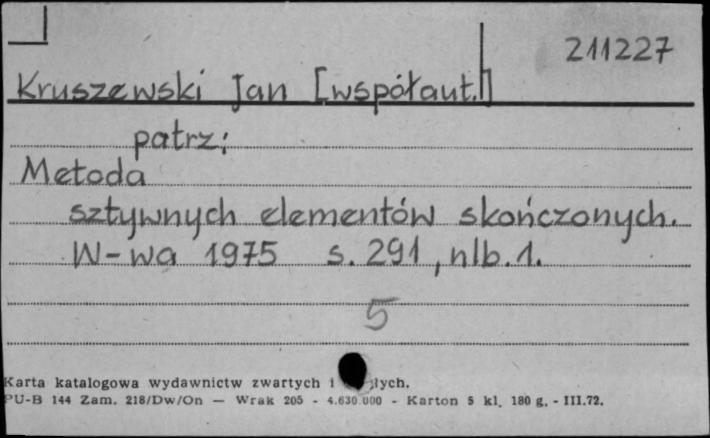 211227
Kruszewski Jan [współaut.]
patrz:
Metoda
sztywnych elementów skończonych.
W-wa 1975 s. 291, nlb. 1.
5
Karta katalogowa wydawnictw zwartych i
PU-B 144 Zam. 218/Dw/On — Wrak 205 - 4.630.000 - Karton 5 kl. 180 g. - III.72.